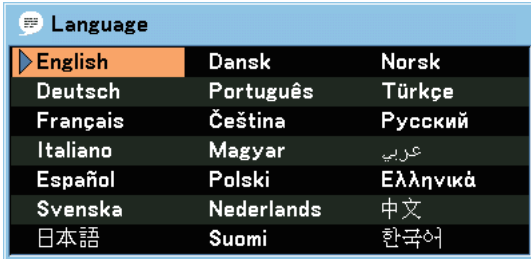 Language
English Dansk Norsk
Deutsch Português Türkçe
Français Čeština Русский
Italiano Magyar عربي
Español Polski Ελληνικά
Svenska Nederlands 中文
日本語 Suomi 한국어